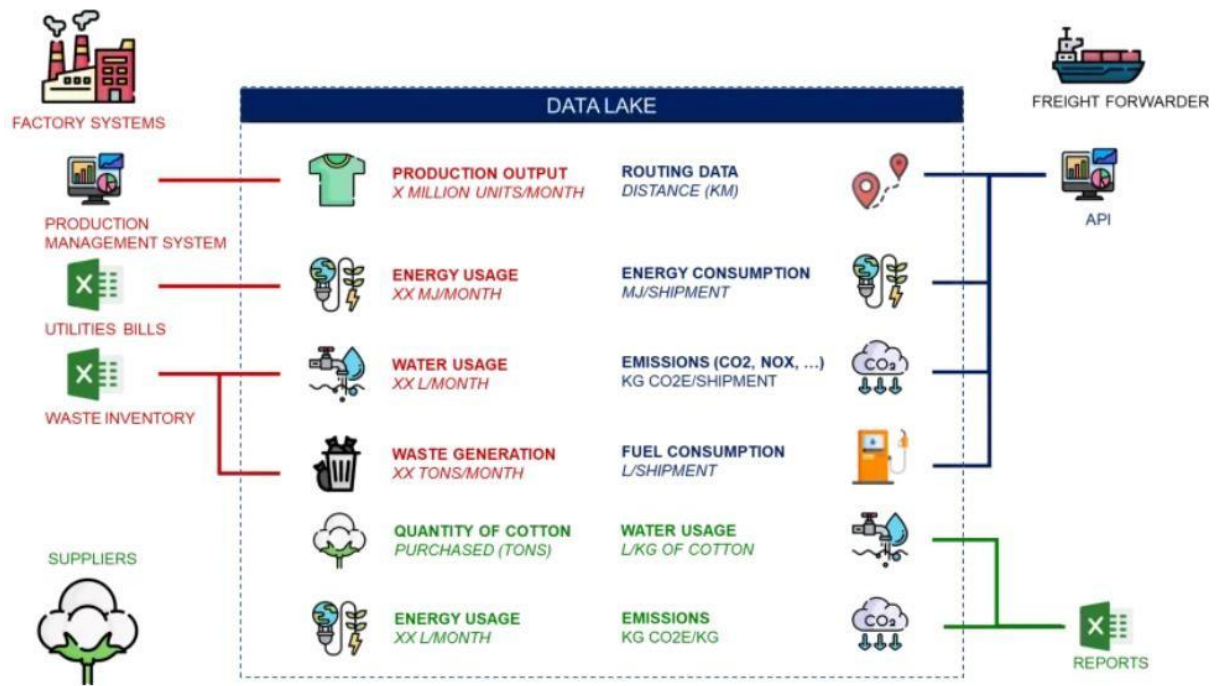 FACTORY SYSTEMS
PRODUCTION
MANAGEMENT SYSTEM
UTILITIES BILLS
WASTE INVENTORY
SUPPLIERS
DATA LAKE
PRODUCTION OUTPUT
X MILLION UNITS/MONTH
ENERGY USAGE
XX MJ/MONTH
WATER USAGE
XX L/MONTH
WASTE GENERATION
XX TONS/MONTH
QUANTITY OF COTTON
PURCHASED (TONS)
ENERGY USAGE
XX L/MONTH
ROUTING DATA
DISTANCE (KM)
ENERGY CONSUMPTION
MJ/SHIPMENT
EMISSIONS (CO2, NOX, ...)
KG CO2E/SHIPMENT
CO2
FUEL CONSUMPTION
L/SHIPMENT
WATER USAGE
L/KG OF COTTON
EMISSIONS
KG CO2E/KG
CO2
FREIGHT FORWARDER
API
REPORTS
X
X
X